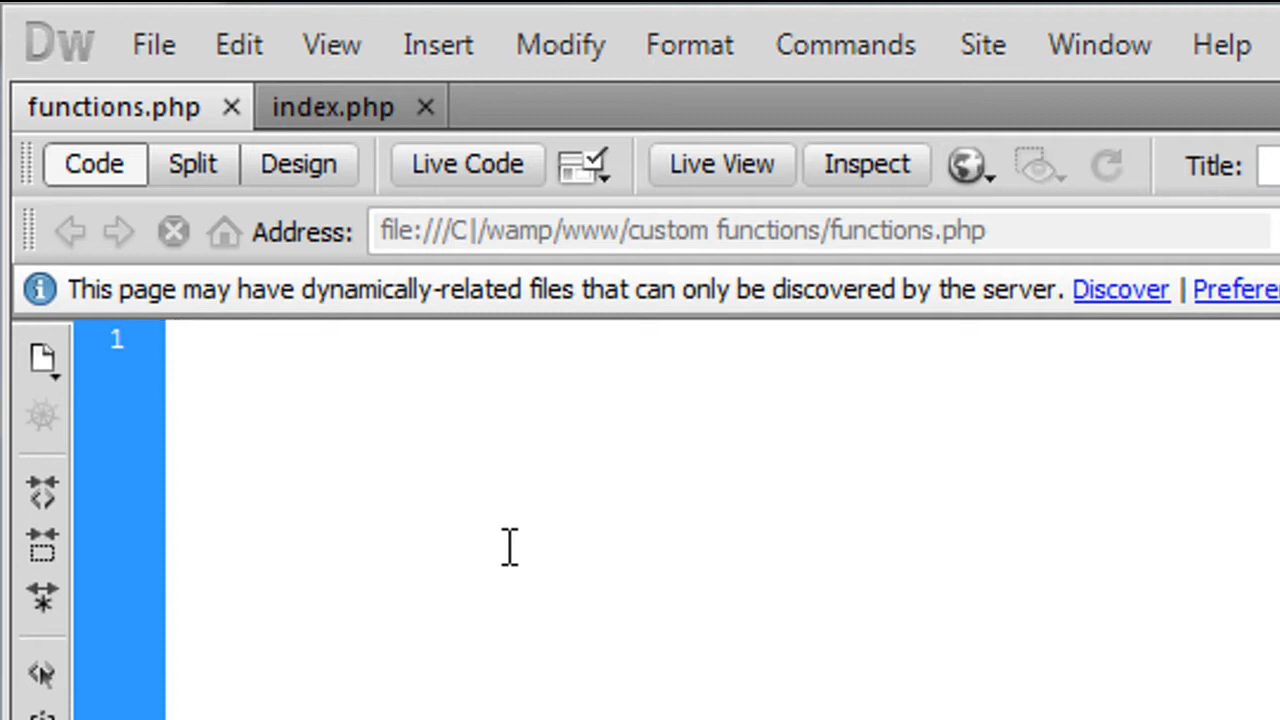 Dw File Edit View Insert Modify Format Commands Site Window Help
functions.php × index.php ×
Code Split Design Live Code Live View Inspect Title:
Address: file:///C|/wamp/www/custom functions/functions.php
This page may have dynamically-related files that can only be discovered by the server. Discover | Prefere
1